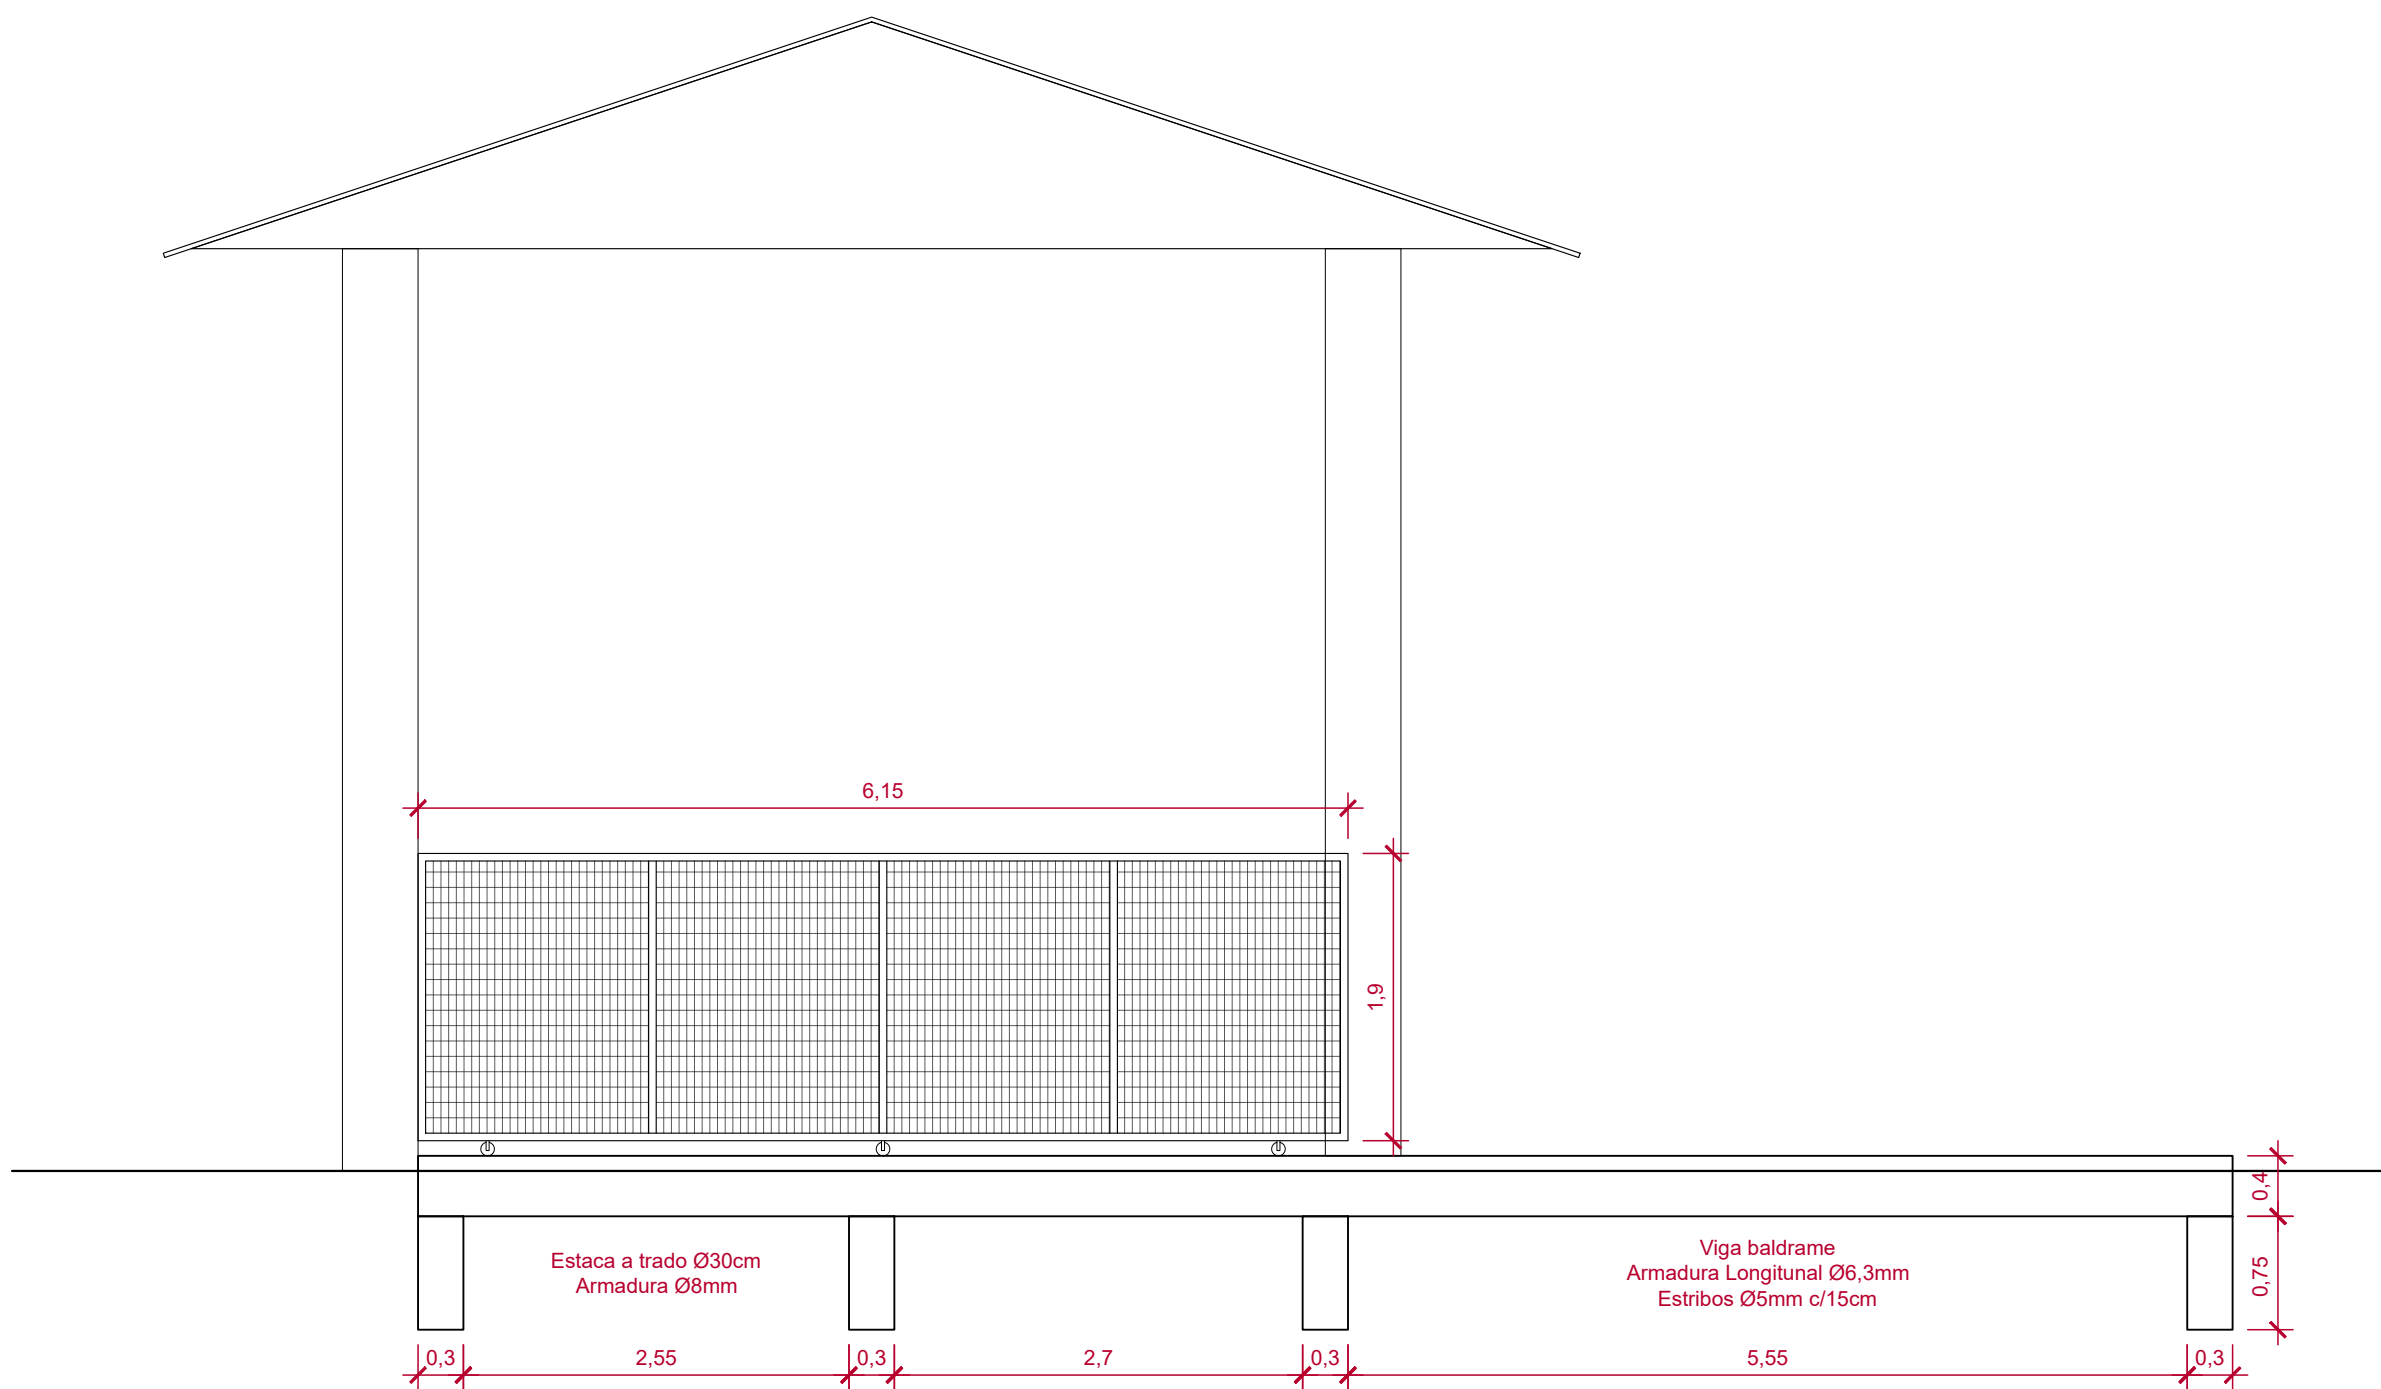 6,15
1,9
0,4
0,75
Estaca a trado Ø30cm
Armadura Ø8mm
Viga baldrame
Armadura Longitunal Ø6,3mm
Estribos Ø5mm c/15cm
0,3
2,55
0,3
2,7
0,3
5,55
0,3